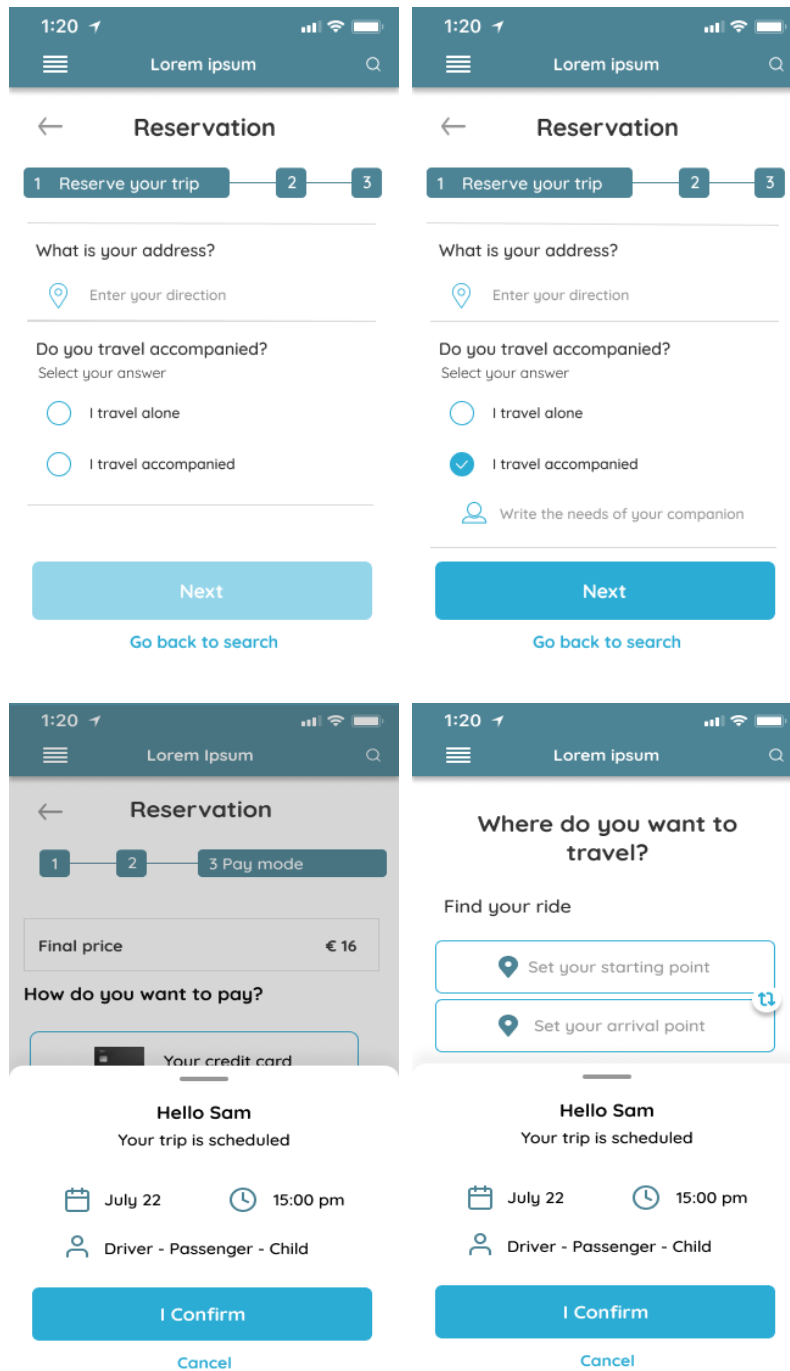 1:20
Lorem ipsum
Reservation
1 Reserve your trip 2 3
What is your address?
Enter your direction
Do you travel accompanied?
Select your answer
I travel alone
I travel accompanied
Next
Go back to search
1:20
Lorem ipsum
Reservation
1 Reserve your trip 2 3
What is your address?
Enter your direction
Do you travel accompanied?
Select your answer
I travel alone
I travel accompanied
Write the needs of your companion
Next
Go back to search
1:20
Lorem Ipsum
Reservation
1 2 3 Pay mode
Final price € 16
How do you want to pay?
Your credit card
Hello Sam
Your trip is scheduled
July 22 15:00 pm
Driver - Passenger - Child
I Confirm
Cancel
1:20
Lorem ipsum
Where do you want to
travel?
Find your ride
Set your starting point
Set your arrival point
Hello Sam
Your trip is scheduled
July 22 15:00 pm
Driver - Passenger - Child
I Confirm
Cancel